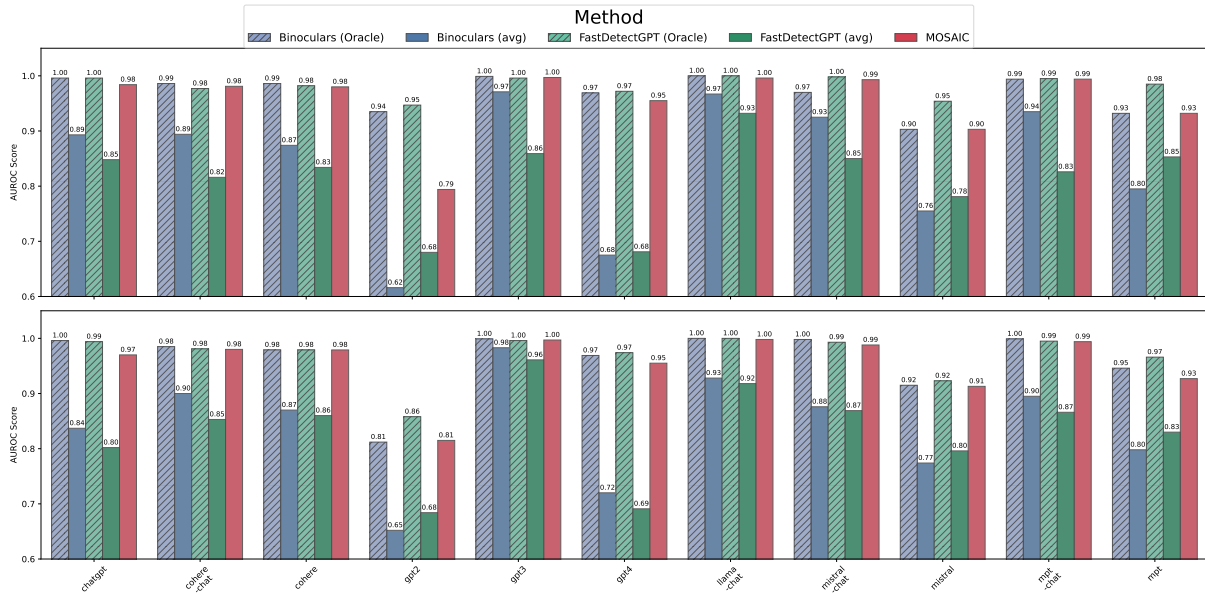 Method
Binoculars (Oracle) Binoculars (avg) FastDetectGPT (Oracle) FastDetectGPT (avg) MOSAIC
AUROC Score
1.0
0.9
0.8
0.7
0.6
1.00 0.89 1.00 0.85 0.98
0.99 0.89 0.98 0.82 0.98
0.99 0.87 0.98 0.83 0.98
0.94 0.62 0.95 0.68 0.79
1.00 0.97 1.00 0.86 1.00
0.97 0.68 0.97 0.68 0.95
1.00 0.97 1.00 0.93 1.00
0.97 0.93 1.00 0.85 0.99
0.90 0.76 0.95 0.78 0.90
0.99 0.94 1.00 0.83 0.99
0.93 0.80 0.98 0.85 0.93
AUROC Score
1.0
0.9
0.8
0.7
0.6
1.00 0.84 0.99 0.80 0.97
0.98 0.90 0.98 0.85 0.98
0.98 0.87 0.98 0.86 0.98
0.81 0.65 0.86 0.68 0.81
1.00 0.98 1.00 0.96 1.00
0.97 0.72 0.97 0.69 0.95
1.00 0.93 1.00 0.92 1.00
1.00 0.88 0.99 0.87 0.99
0.92 0.77 0.92 0.80 0.91
1.00 0.90 0.99 0.87 0.99
0.95 0.80 0.97 0.83 0.93
chatgpt
cohere
-chat
cohere
gpt2
gpt3
gpt4
llama
-chat
mistral
-chat
mistral
mpt
-chat
mpt